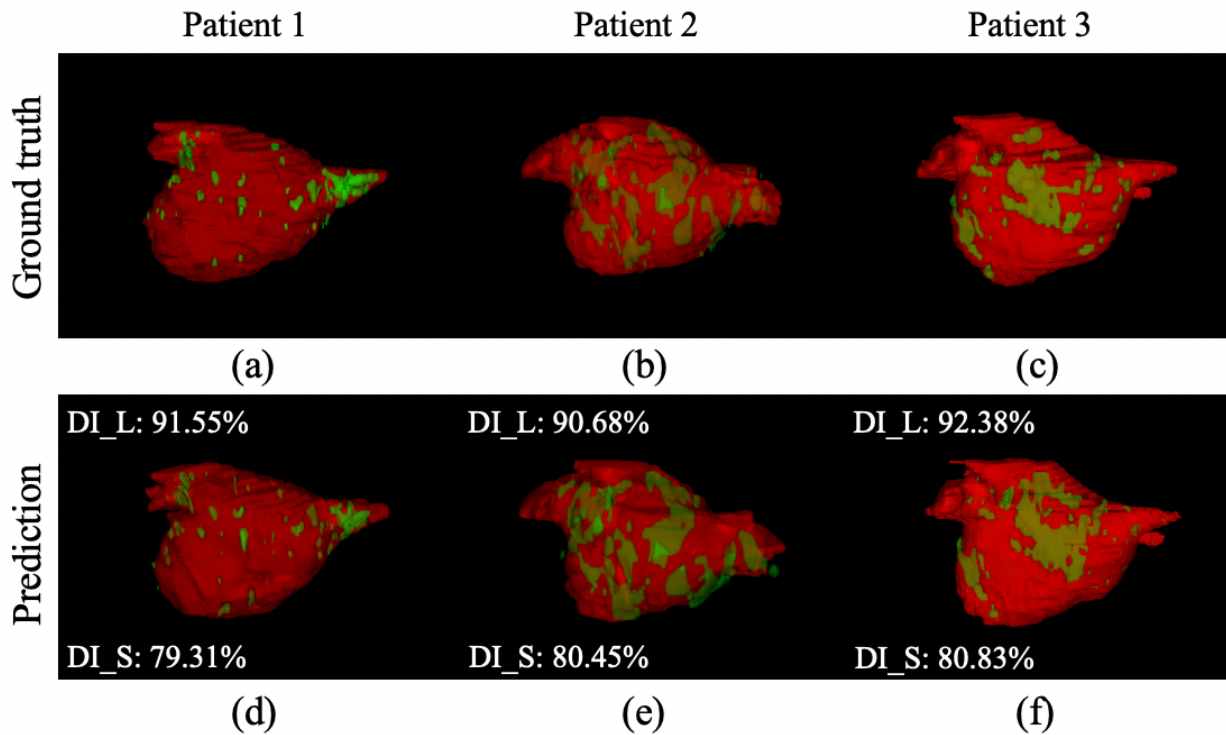 Patient 1
Patient 2
Patient 3
Ground truth
(a)
(b)
(c)
Prediction
DI_L: 91.55%
DI_L: 90.68%
DI_L: 92.38%
DI_S: 79.31%
DI_S: 80.45%
DI_S: 80.83%
(d)
(e)
(f)